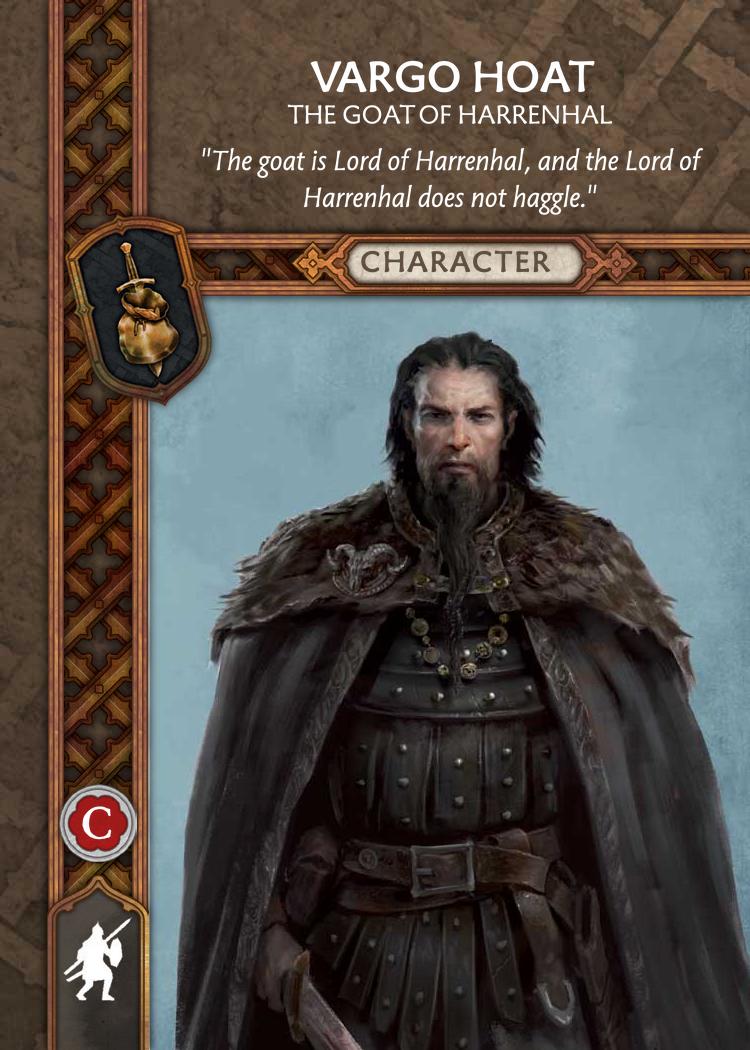 VARGO HOAT
THE GOAT OF HARRENHAL
"The goat is Lord of Harrenhal, and the Lord of
Harrenhal does not haggle."
CHARACTER
C